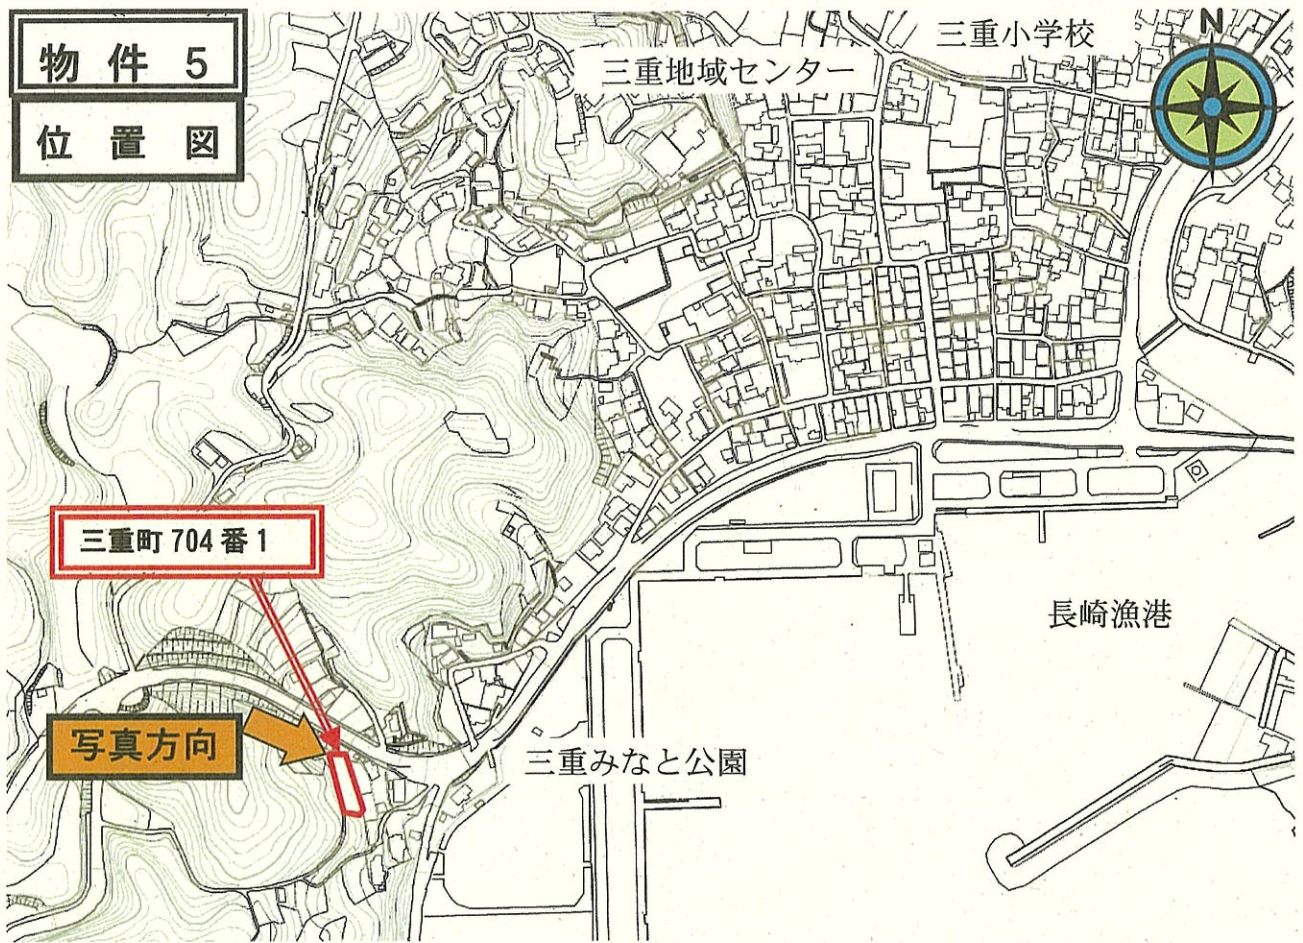 物件 5
位置図
三重小学校
三重地域センター
N
三重町 704 番 1
長崎漁港
写真方向
三重みなと公園